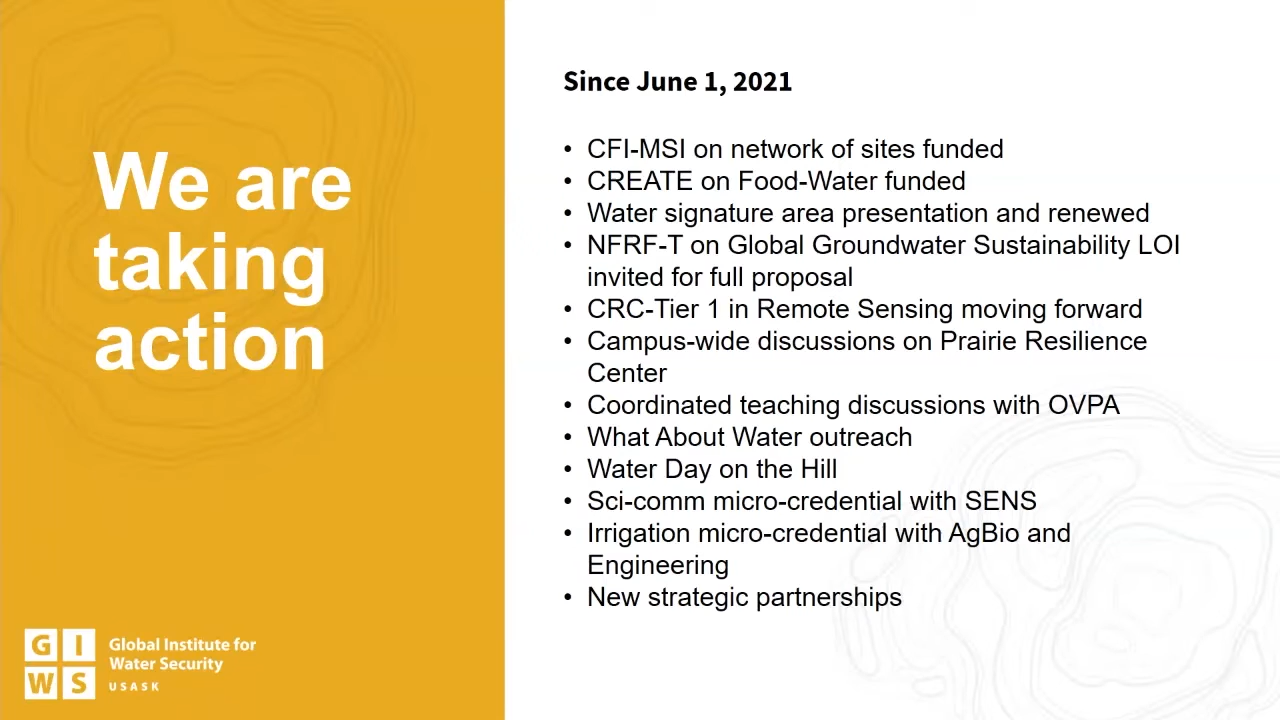 We are
taking
action
Since June 1, 2021
• CFI-MSI on network of sites funded
• CREATE on Food-Water funded
• Water signature area presentation and renewed
• NFRF-T on Global Groundwater Sustainability LOI
invited for full proposal
• CRC-Tier 1 in Remote Sensing moving forward
• Campus-wide discussions on Prairie Resilience
Center
• Coordinated teaching discussions with OVPA
• What About Water outreach
• Water Day on the Hill
• Sci-comm micro-credential with SENS
• Irrigation micro-credential with AgBio and
Engineering
• New strategic partnerships
G I
W S
Global Institute for
Water Security
USASK